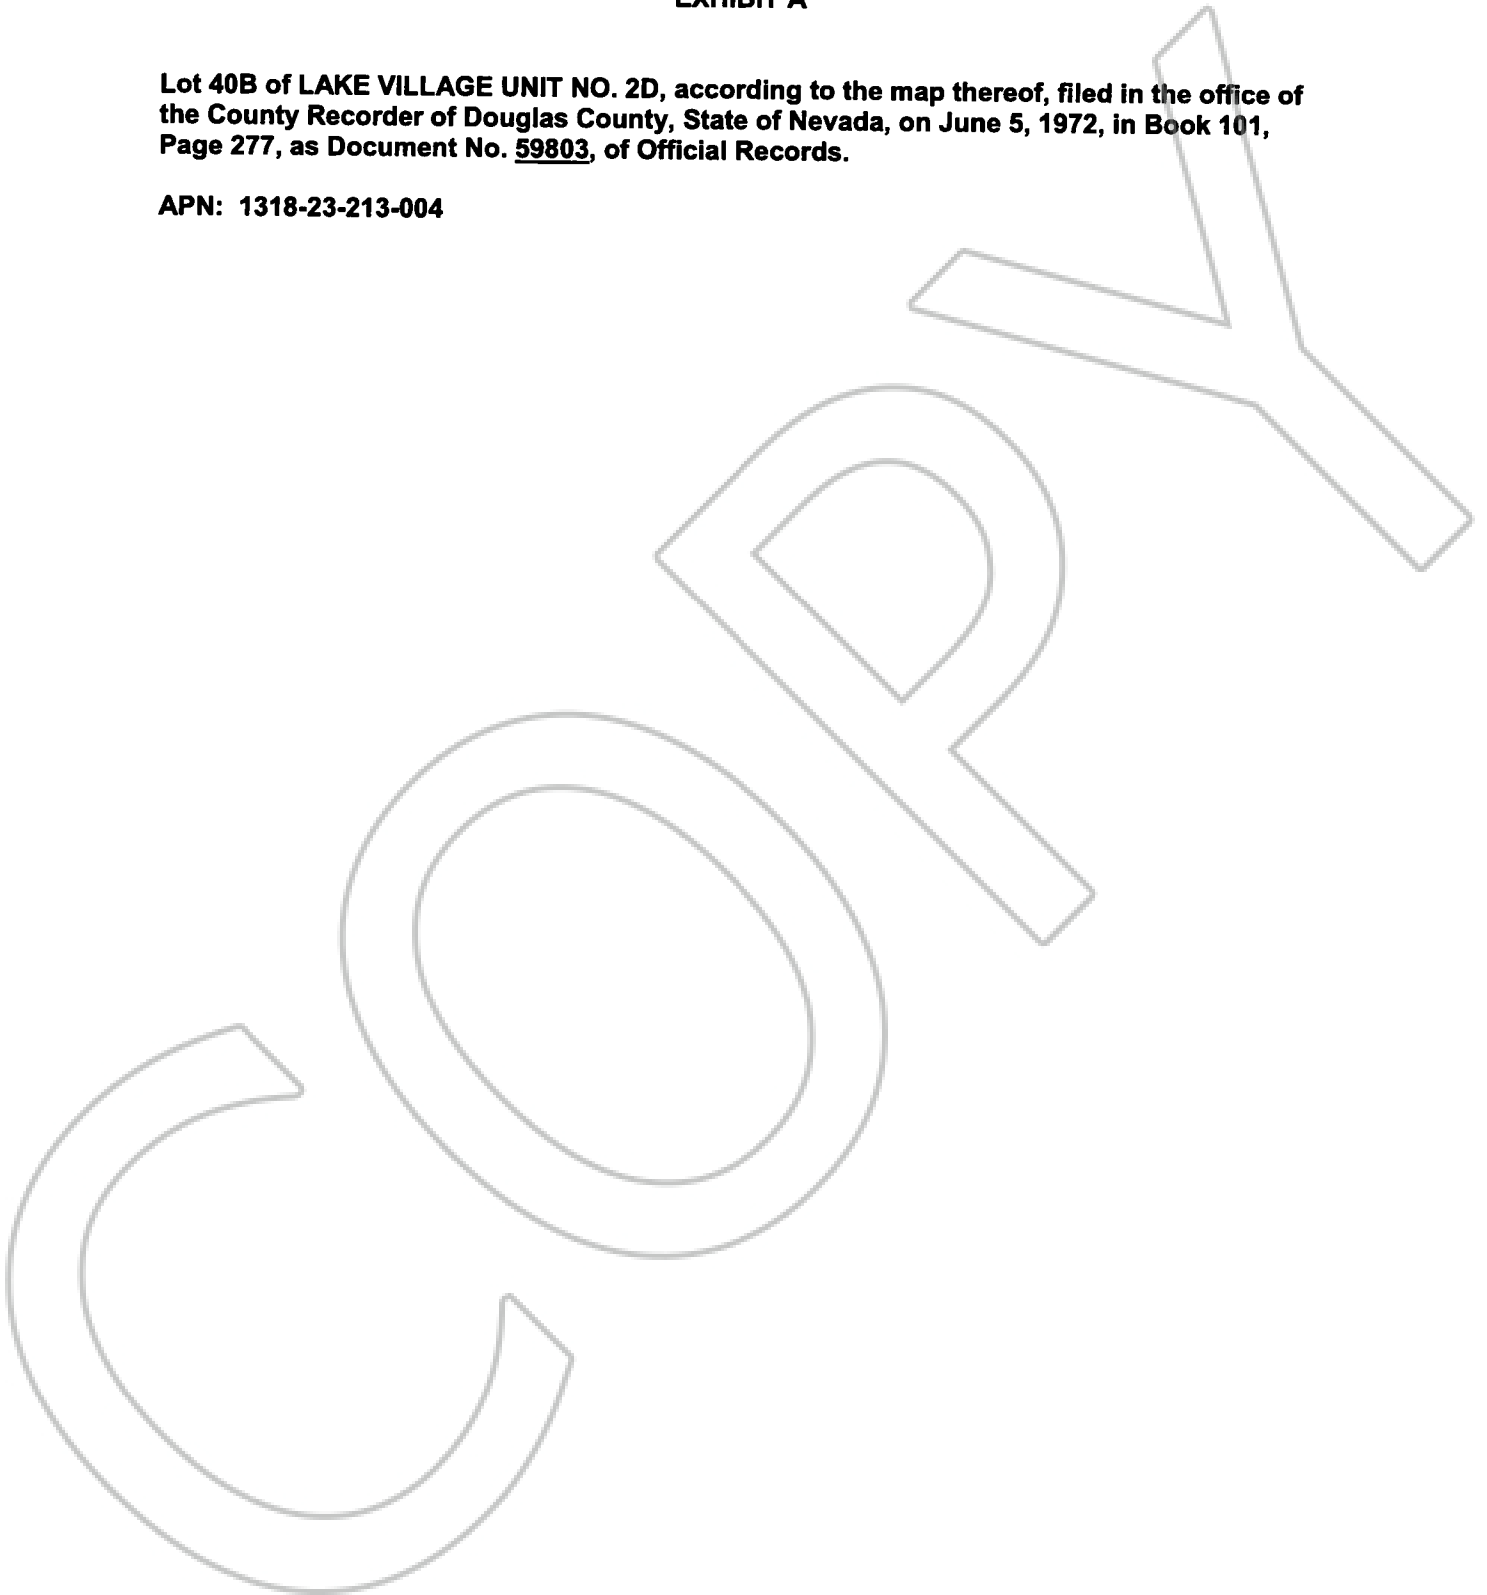 EXHIBIT A
Lot 40B of LAKE VILLAGE UNIT NO. 2D, according to the map thereof, filed in the office of
the County Recorder of Douglas County, State of Nevada, on June 5, 1972, in Book 101,
Page 277, as Document No. 59803, of Official Records.
APN: 1318-23-213-004
COPY